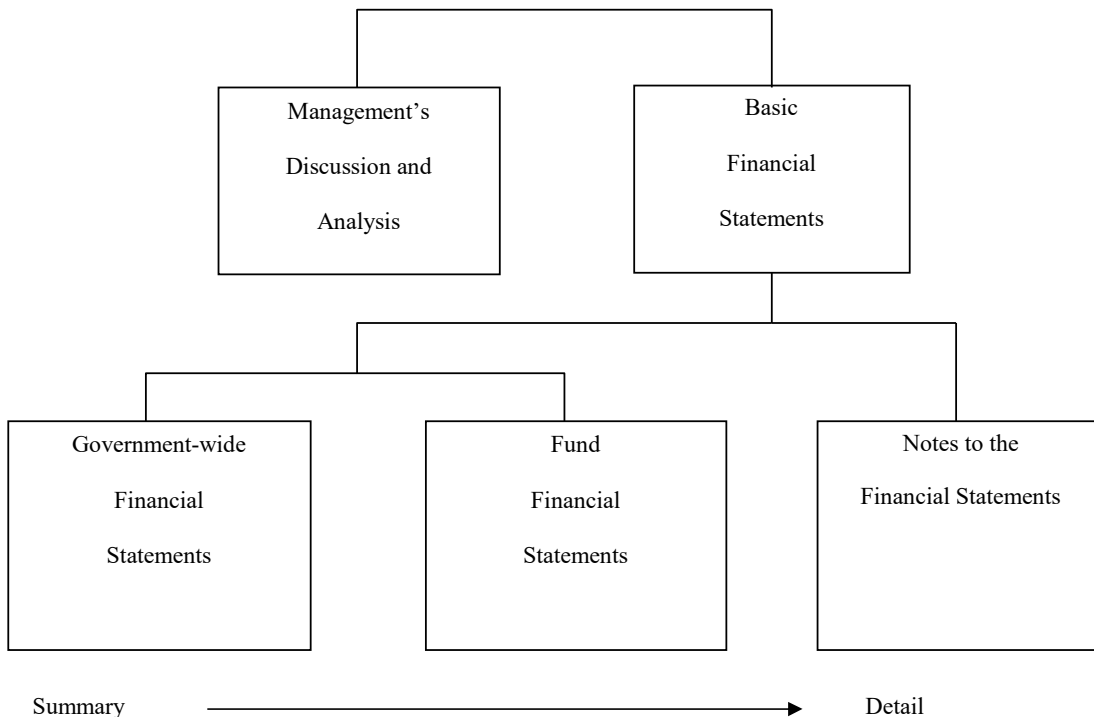 Management’s
Discussion and
Analysis
Basic
Financial
Statements
Government-wide
Financial
Statements
Fund
Financial
Statements
Notes to the
Financial Statements
Summary
Detail